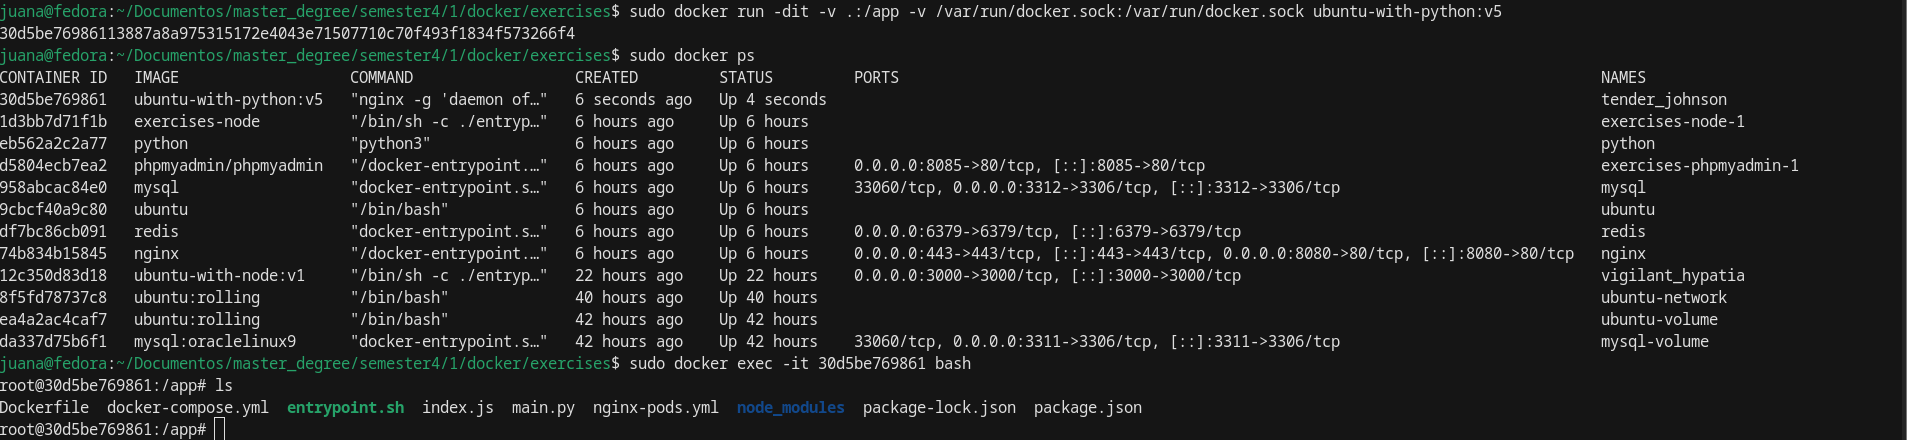 juana@fedora:~/Documentos/master_degree/semester4/1/docker/exercises$ sudo docker run -dit -v .:/app -v /var/run/docker.sock:/var/run/docker.sock ubuntu-with-python:v5
30d5be76986113887a8a975315172e4043e71507710c70f493f1834f573266f4
juana@fedora:~/Documentos/master_degree/semester4/1/docker/exercises$ sudo docker ps
CONTAINER ID   IMAGE                   COMMAND                  CREATED         STATUS         PORTS                                                                              NAMES
30d5be769861   ubuntu-with-python:v5   "nginx -g 'daemon of…"   6 seconds ago   Up 4 seconds                                                                                      tender_johnson
1d3bb7d71f1b   exercises-node          "/bin/sh -c ./entryp…"   6 hours ago     Up 6 hours                                                                                        exercises-node-1
eb562a2c2a77   python                  "python3"                6 hours ago     Up 6 hours                                                                                        python
d5804ecb7ea2   phpmyadmin/phpmyadmin   "/docker-entrypoint.…"   6 hours ago     Up 6 hours     0.0.0.0:8085->80/tcp, [::]:8085->80/tcp                                            exercises-phpmyadmin-1
958abcac84e0   mysql                   "docker-entrypoint.s…"   6 hours ago     Up 6 hours     33060/tcp, 0.0.0.0:3312->3306/tcp, [::]:3312->3306/tcp                             mysql
9cbcf40a9c80   ubuntu                  "/bin/bash"              6 hours ago     Up 6 hours                                                                                        ubuntu
df7bc86cb091   redis                   "docker-entrypoint.s…"   6 hours ago     Up 6 hours     0.0.0.0:6379->6379/tcp, [::]:6379->6379/tcp                                        redis
74b834b15845   nginx                   "/docker-entrypoint.…"   6 hours ago     Up 6 hours     0.0.0.0:443->443/tcp, [::]:443->443/tcp, 0.0.0.0:8080->80/tcp, [::]:8080->80/tcp   nginx
12c350d83d18   ubuntu-with-node:v1     "/bin/sh -c ./entryp…"   22 hours ago    Up 22 hours    0.0.0.0:3000->3000/tcp, [::]:3000->3000/tcp                                        vigilant_hypatia
8f5fd78737c8   ubuntu:rolling          "/bin/bash"              40 hours ago    Up 40 hours                                                                                       ubuntu-network
ea4a2ac4caf7   ubuntu:rolling          "/bin/bash"              42 hours ago    Up 42 hours                                                                                       ubuntu-volume
da337d75b6f1   mysql:oraclelinux9      "docker-entrypoint.s…"   42 hours ago    Up 42 hours    33060/tcp, 0.0.0.0:3311->3306/tcp, [::]:3311->3306/tcp                             mysql-volume
juana@fedora:~/Documentos/master_degree/semester4/1/docker/exercises$ sudo docker exec -it 30d5be769861 bash
root@30d5be769861:/app# ls
Dockerfile  docker-compose.yml  entrypoint.sh  index.js  main.py  nginx-pods.yml  node_modules  package-lock.json  package.json
root@30d5be769861:/app#